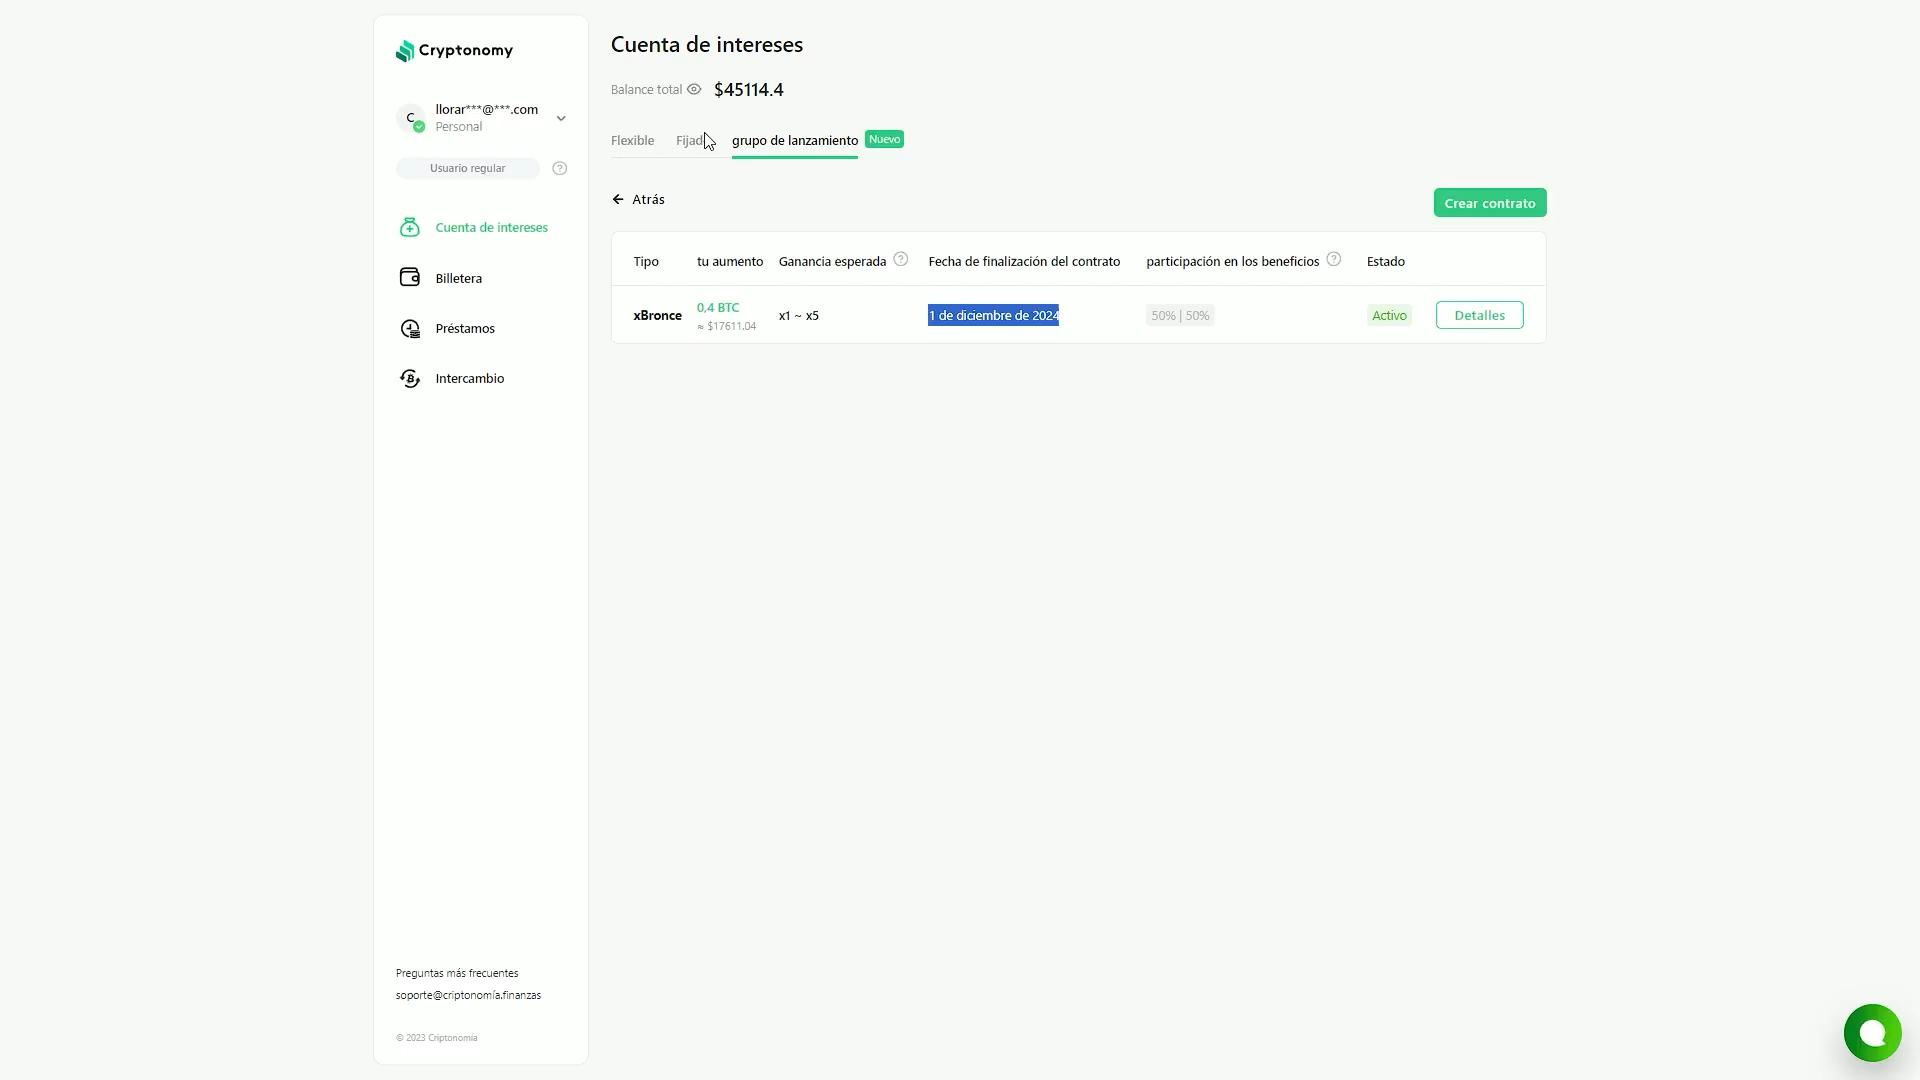 Cryptonomy
C
llorar***@***.com
Personal
Usuario regular
Cuenta de intereses
Billetera
Préstamos
Intercambio
Preguntas más frecuentes
soporte@criptonomía.finanzas
© 2023 Criptonomía
Cuenta de intereses
Balance total $45114.4
Flexible grupo de lanzamiento Nuevo
Atrás
Crear contrato
Tipo tu aumento Ganancia esperada Fecha de finalización del contrato participación en los beneficios Estado
xBronce 0,4 BTC x1 ~ x5 1 de diciembre de 2024 50% | 50% Activo Detalles
≈ $17611.04